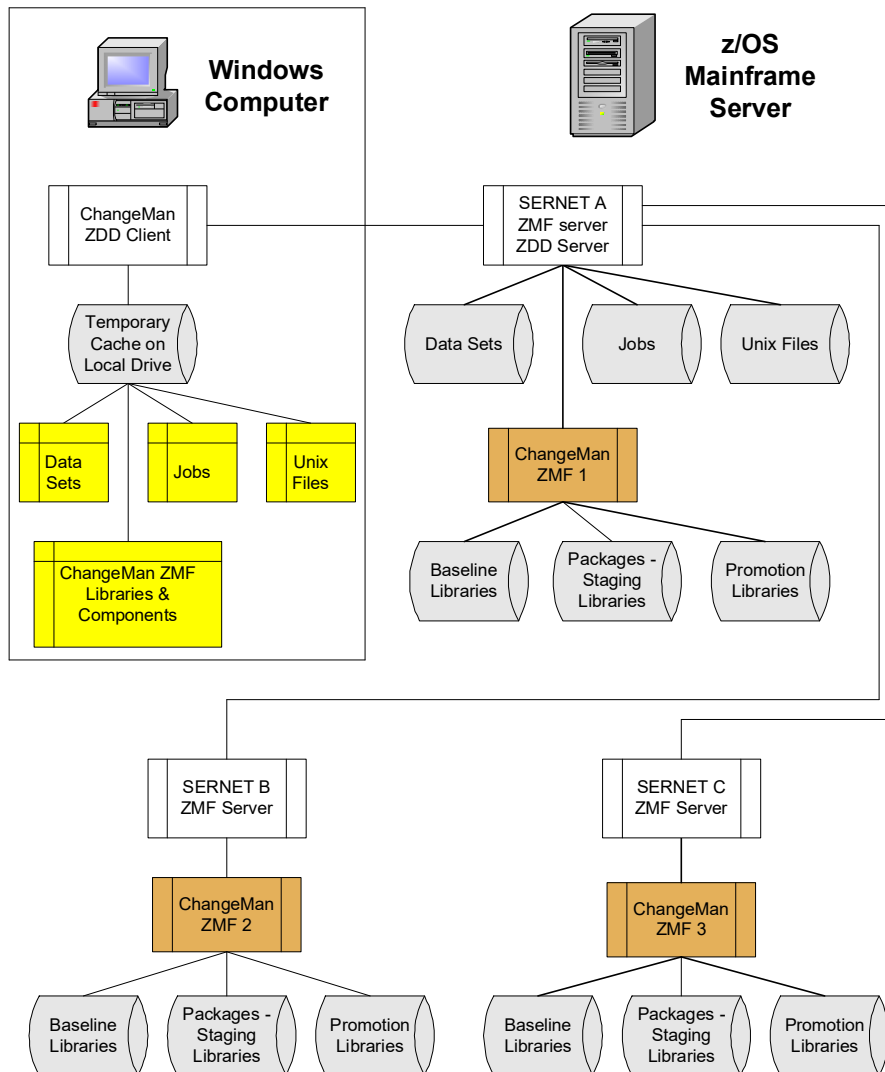 Windows
Computer
z/OS
Mainframe
Server
ChangeMan
ZDD Client
SERNET A
ZMF server
ZDD Server
Temporary
Cache on
Local Drive
Data Sets
Jobs
Unix Files
Data
Sets
Jobs
Unix
Files
ChangeMan
ZMF 1
ChangeMan ZMF
Libraries &
Components
Baseline
Libraries
Packages -
Staging
Libraries
Promotion
Libraries
SERNET B
ZMF Server
SERNET C
ZMF Server
ChangeMan
ZMF 2
ChangeMan
ZMF 3
Baseline
Libraries
Packages -
Staging
Libraries
Promotion
Libraries
Baseline
Libraries
Packages -
Staging
Libraries
Promotion
Libraries